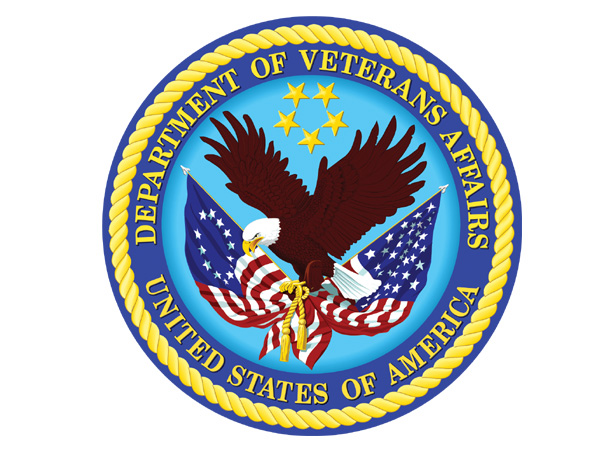 DEPARTMENT OF VETERANS AFFAIRS
UNITED STATES OF AMERICA